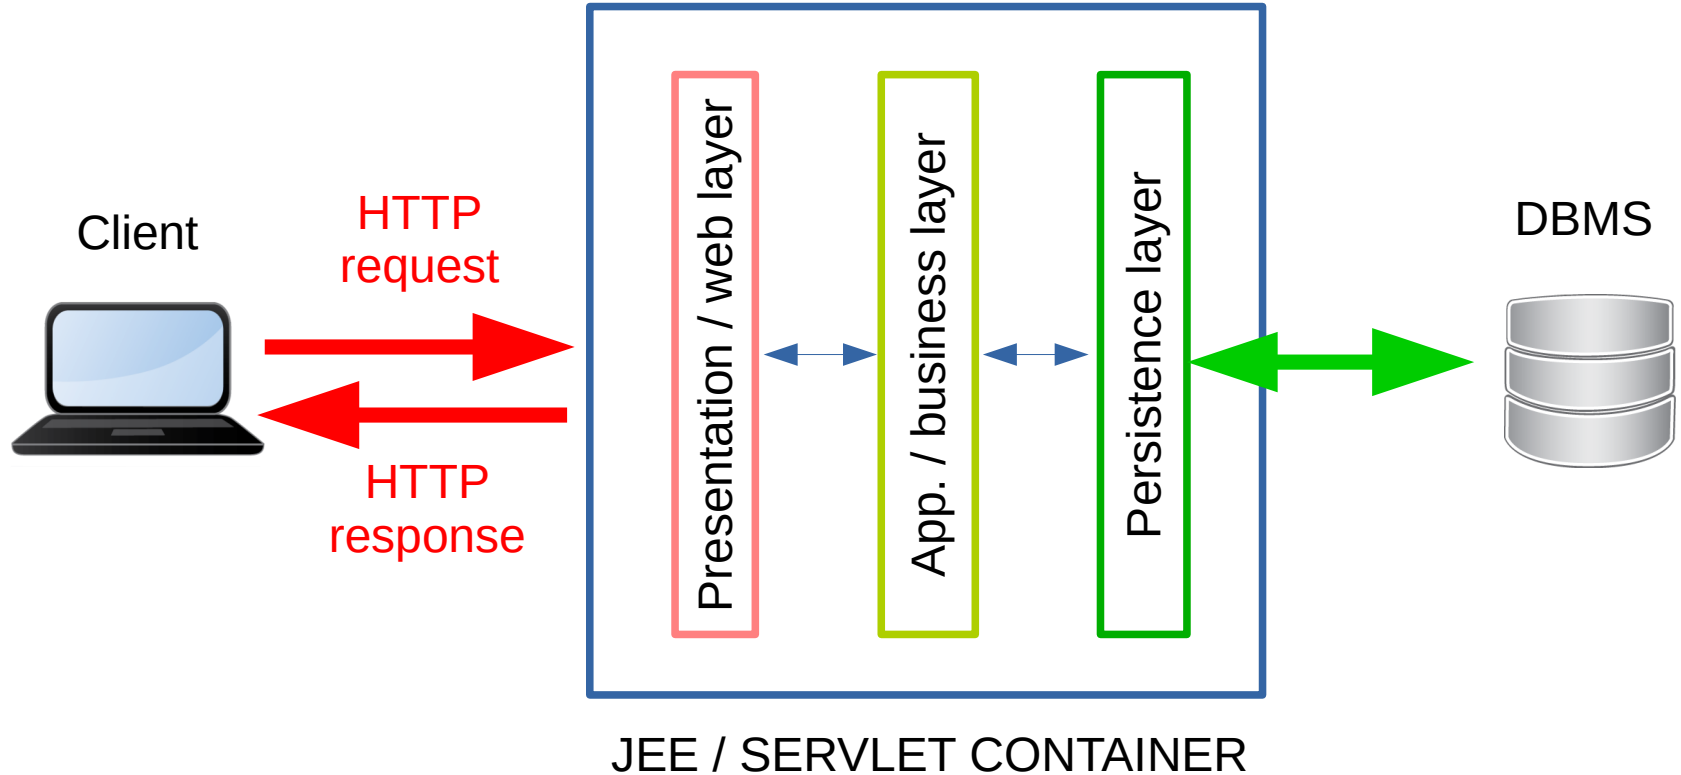 Client
HTTP
request
HTTP
response
Presentation / web layer
App. / business layer
Persistence layer
DBMS
JEE / SERVLET CONTAINER